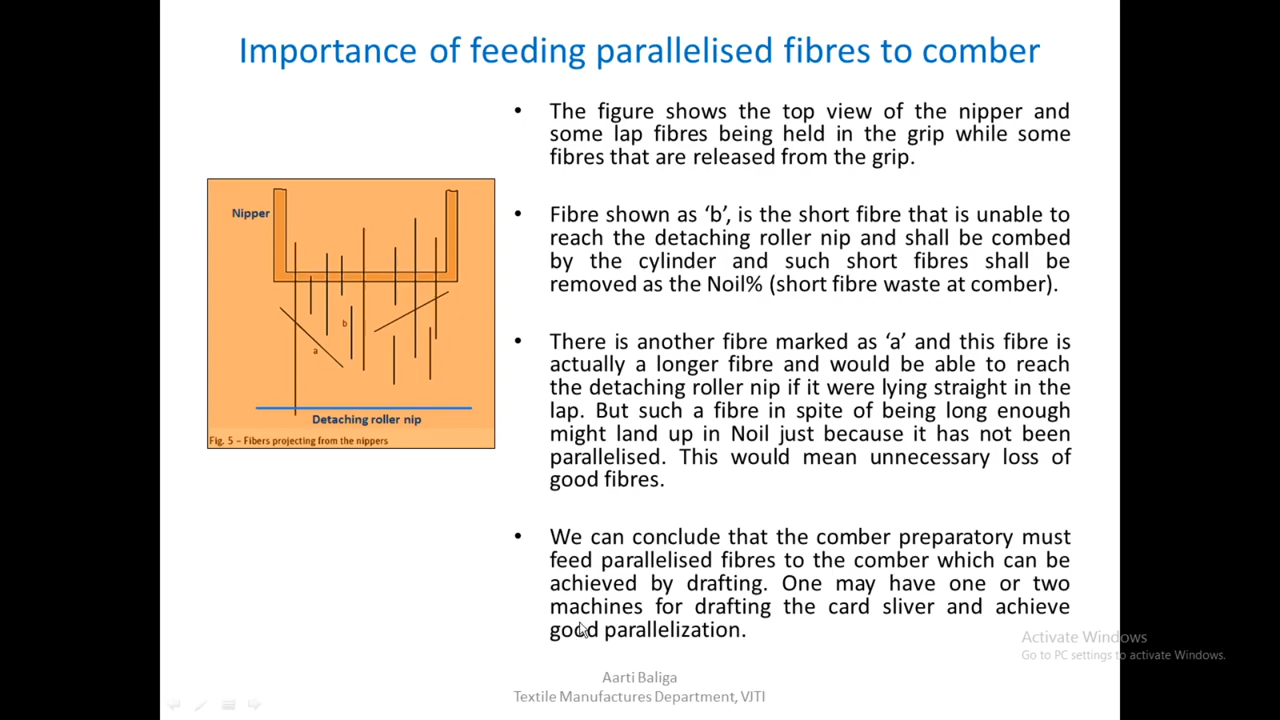 Importance of feeding parallelised fibres to comber
• The figure shows the top view of the nipper and
some lap fibres being held in the grip while some
fibres that are released from the grip.
• Fibre shown as ‘b’, is the short fibre that is unable to
reach the detaching roller nip and shall be combed
by the cylinder and such short fibres shall be
removed as the Noil% (short fibre waste at comber).
• There is another fibre marked as ‘a’ and this fibre is
actually a longer fibre and would be able to reach
the detaching roller nip if it were lying straight in the
lap. But such a fibre in spite of being long enough
might land up in Noil just because it has not been
parallelised. This would mean unnecessary loss of
good fibres.
• We can conclude that the comber preparatory must
feed parallelised fibres to the comber which can be
achieved by drafting. One may have one or two
machines for drafting the card sliver and achieve
good parallelization.
Nipper
b
a
Detaching roller nip
Fig. 5 – Fibers projecting from the nippers
Activate Windows
Go to PC settings to activate Windows.
Aarti Baliga
Textile Manufactures Department, VJTI